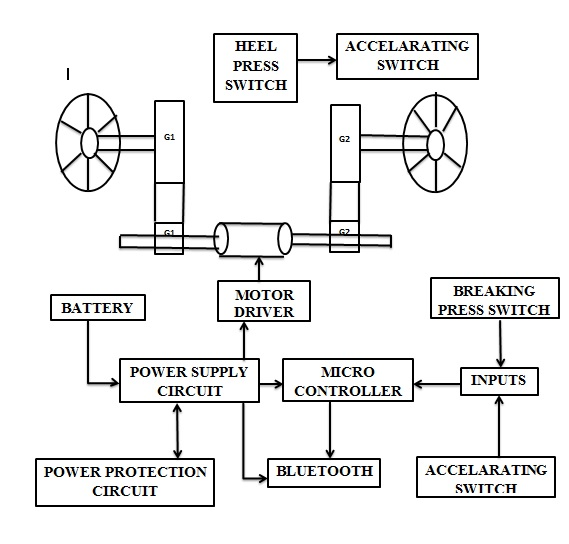 HEEL
PRESS
SWITCH
ACCELARATING
SWITCH
G1
G2
G1
G2
MOTOR
DRIVER
BATTERY
BREAKING
PRESS SWITCH
POWER SUPPLY
CIRCUIT
MICRO
CONTROLLER
INPUTS
POWER PROTECTION
CIRCUIT
BLUETOOTH
ACCELARATING
SWITCH